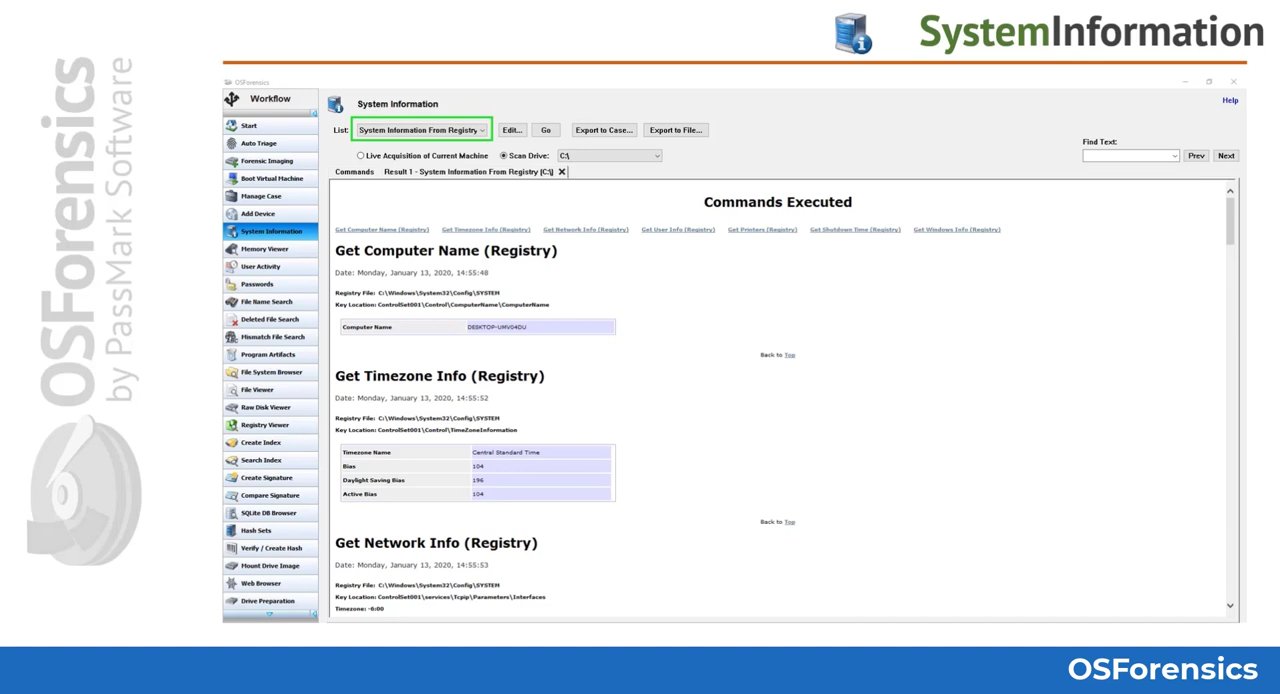 SystemInformation
OSForensics
by PassMark Software
OSForensics
Workflow
Start
Auto Triage
Forensic Imaging
Boot Virtual Machine
Manage Case
Add Device
System Information
Memory Viewer
User Activity
Passwords
File Name Search
Deleted File Search
Mismatch File Search
Program Artifacts
File System Browser
File Viewer
Raw Disk Viewer
Registry Viewer
Create Index
Search Index
Create Signature
Compare Signature
SQLite DB Browser
Hash Sets
Verify / Create Hash
Mount Drive Image
Web Browser
Drive Preparation
System Information
Help
List: System Information From Registry Edit... Go Export to Case... Export to File...
Live Acquisition of Current Machine Scan Drive: C:\
Find Text:
Prev Next
Commands Result 1 - System Information From Registry (C:\)
Commands Executed
Get Computer Name (Registry) Get Timezone Info (Registry) Get Network Info (Registry) Get User Info (Registry) Get Printers (Registry) Get Shutdown Time (Registry) Get Windows Info (Registry)
Get Computer Name (Registry)
Date: Monday, January 13, 2020, 14:55:48
Registry File: C:\Windows\System32\Config\SYSTEM
Key Location: ControlSet001\Control\ComputerName\ComputerName
Computer Name DESKTOP-UMV04DU
Back to Top
Get Timezone Info (Registry)
Date: Monday, January 13, 2020, 14:55:52
Registry File: C:\Windows\System32\Config\SYSTEM
Key Location: ControlSet001\Control\TimeZoneInformation
Timezone Name Central Standard Time
Bias 104
Daylight Saving Bias 196
Active Bias 104
Back to Top
Get Network Info (Registry)
Date: Monday, January 13, 2020, 14:55:53
Registry File: C:\Windows\System32\Config\SYSTEM
Key Location: ControlSet001\services\Tcpip\Parameters\Interfaces
Timezone: -6:00
OSForensics